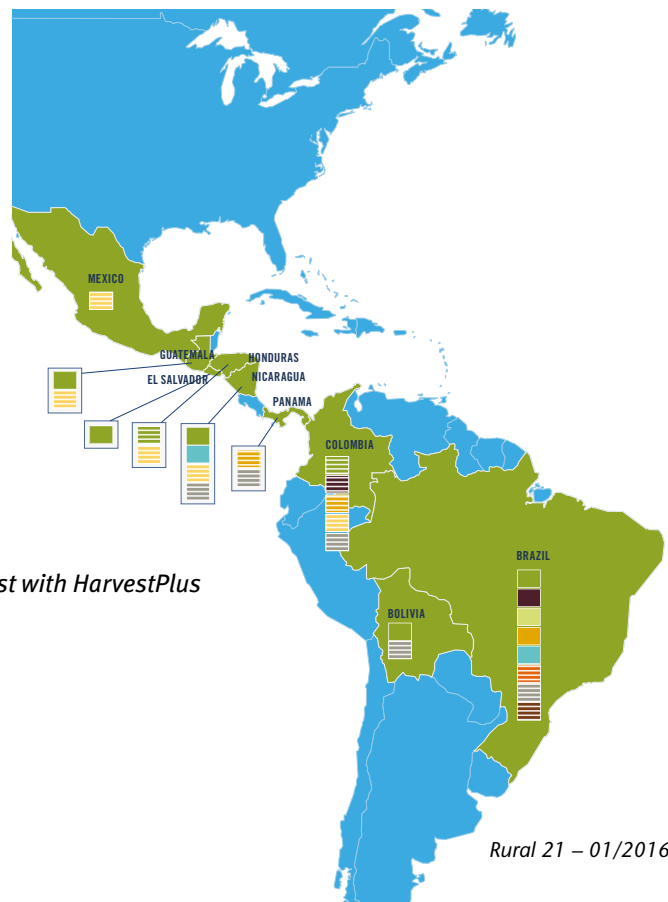 MEXICO
GUATEMALA
HONDURAS
EL SALVADOR
NICARAGUA
PANAMA
COLOMBIA
BRAZIL
st with HarvestPlus
BOLIVIA
Rural 21 – 01/2016